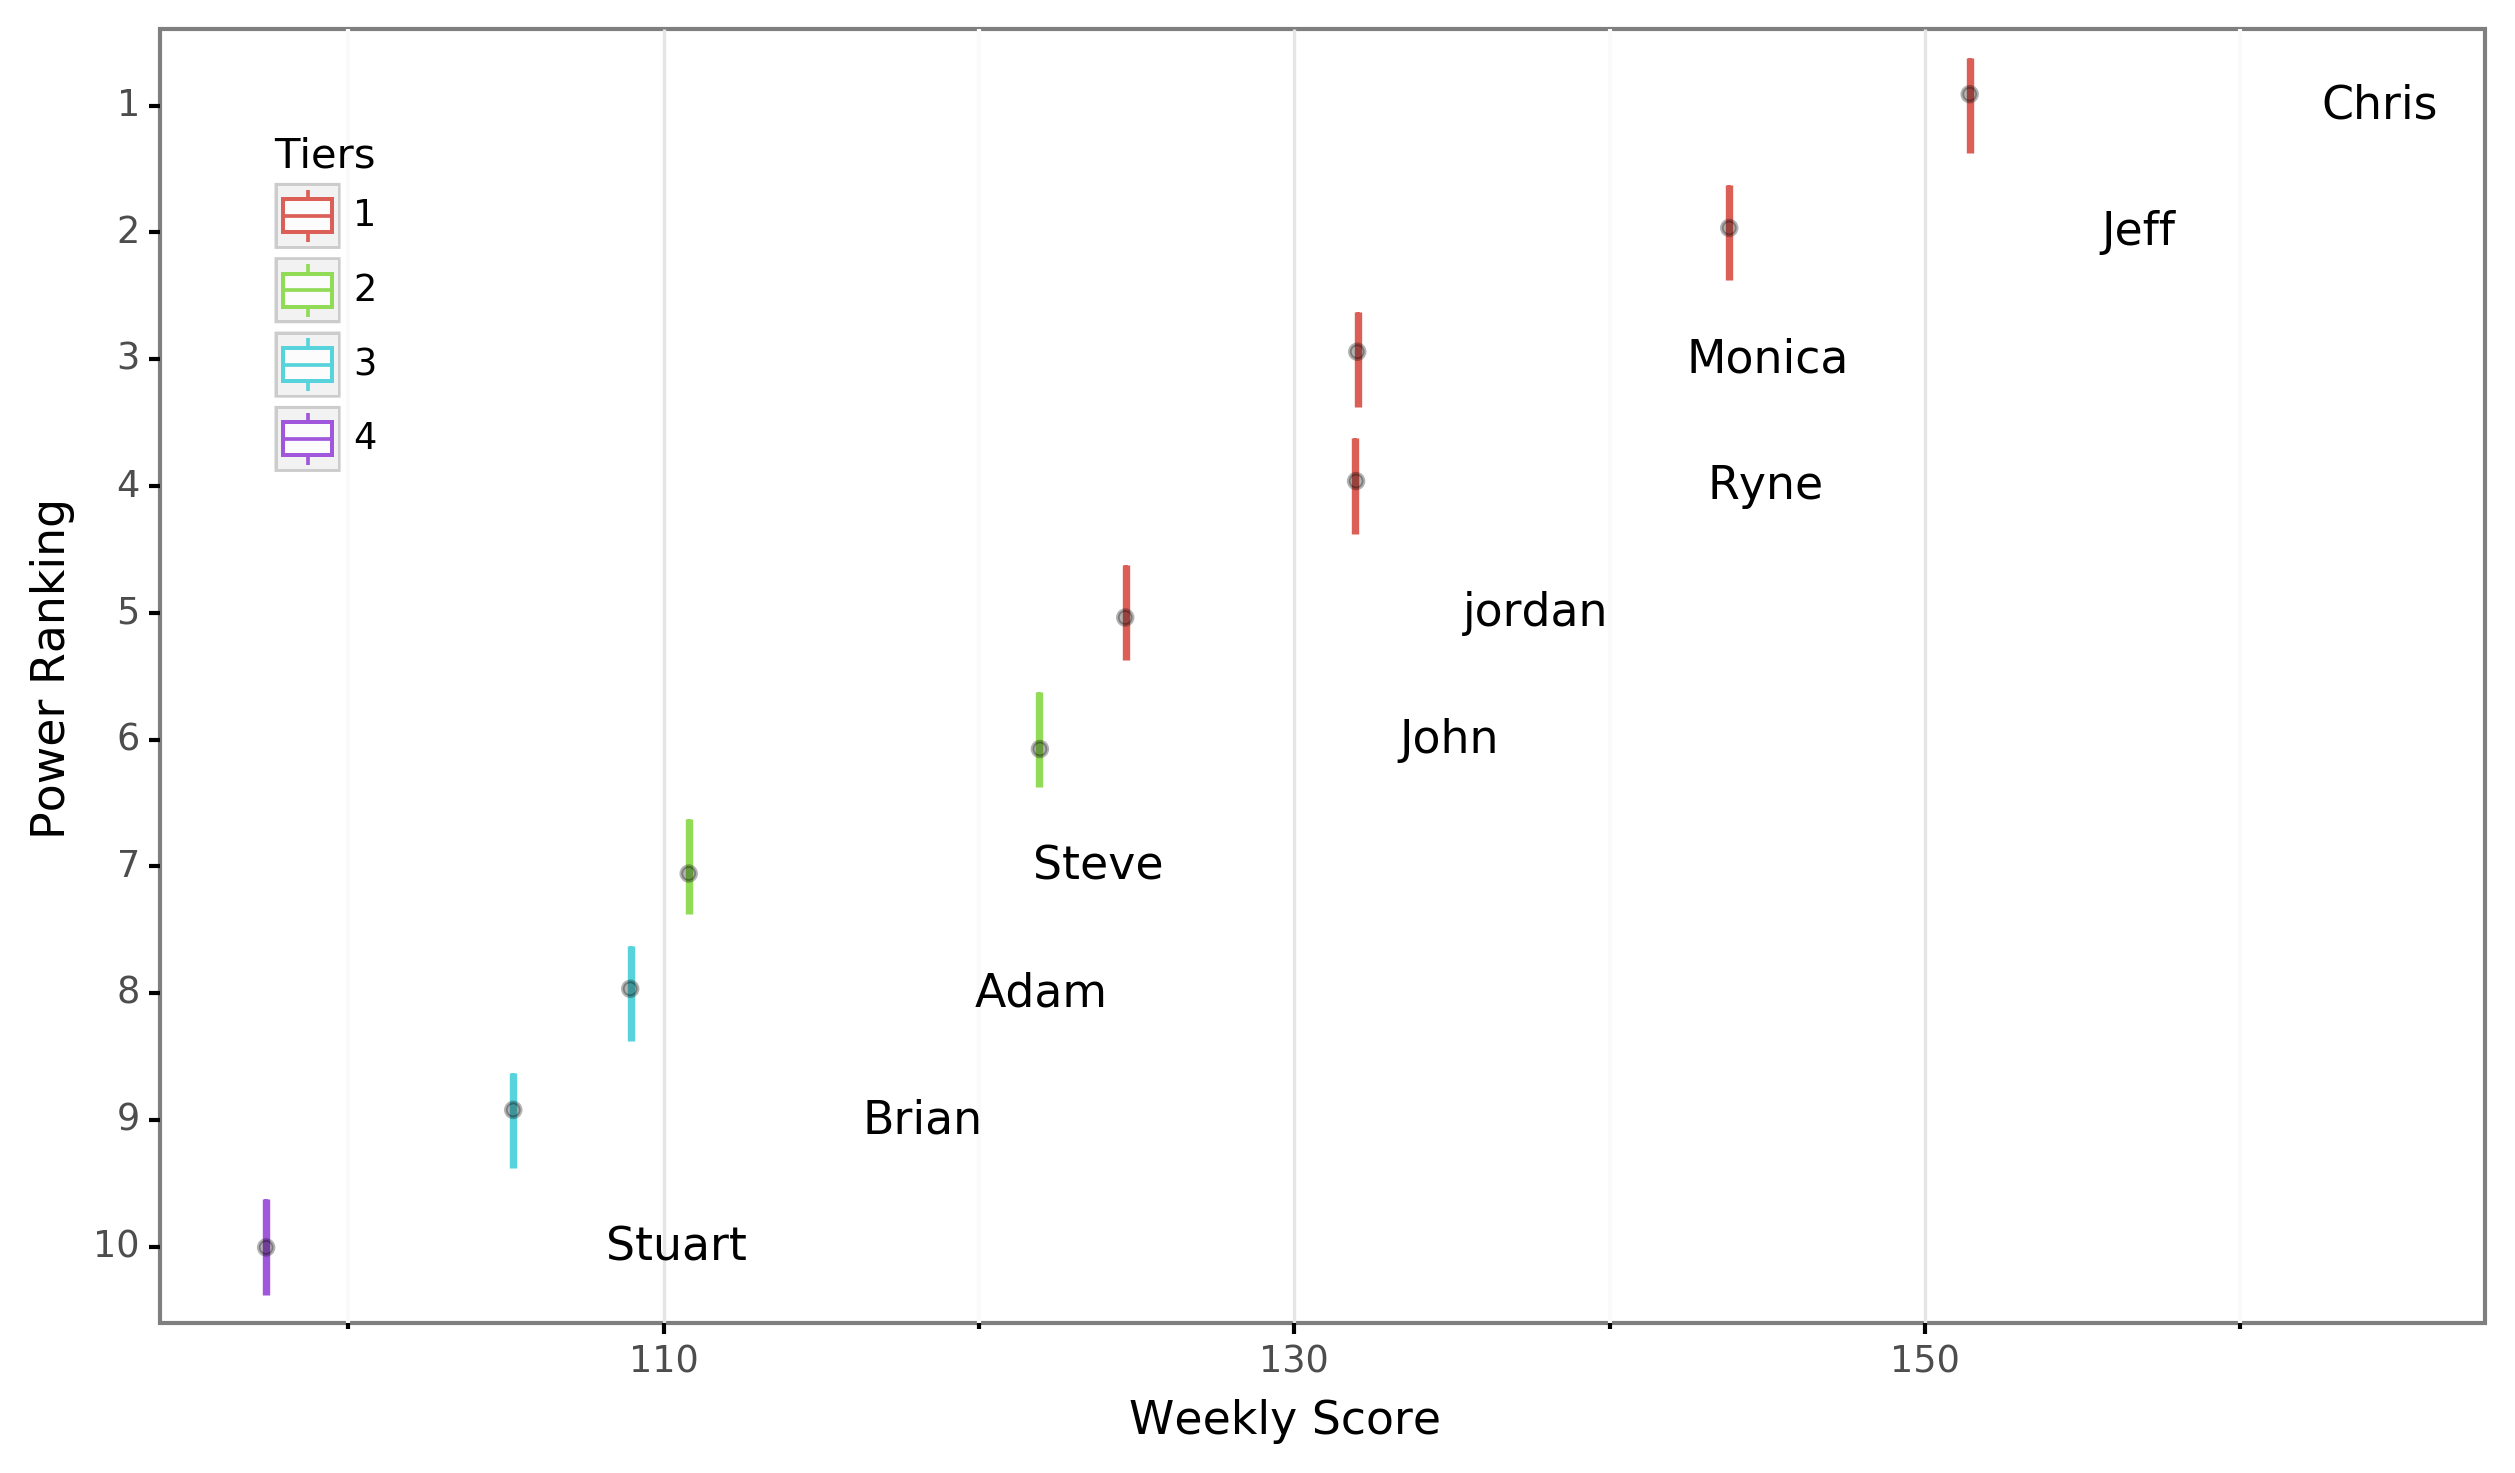 1
Chris
Tiers
1
2
Jeff
2
3
Monica
3
4
4
Ryne
5
jordan
6
John
7
Steve
8
Adam
9
Brian
10
Stuart
Power Ranking
110
130
150
Weekly Score